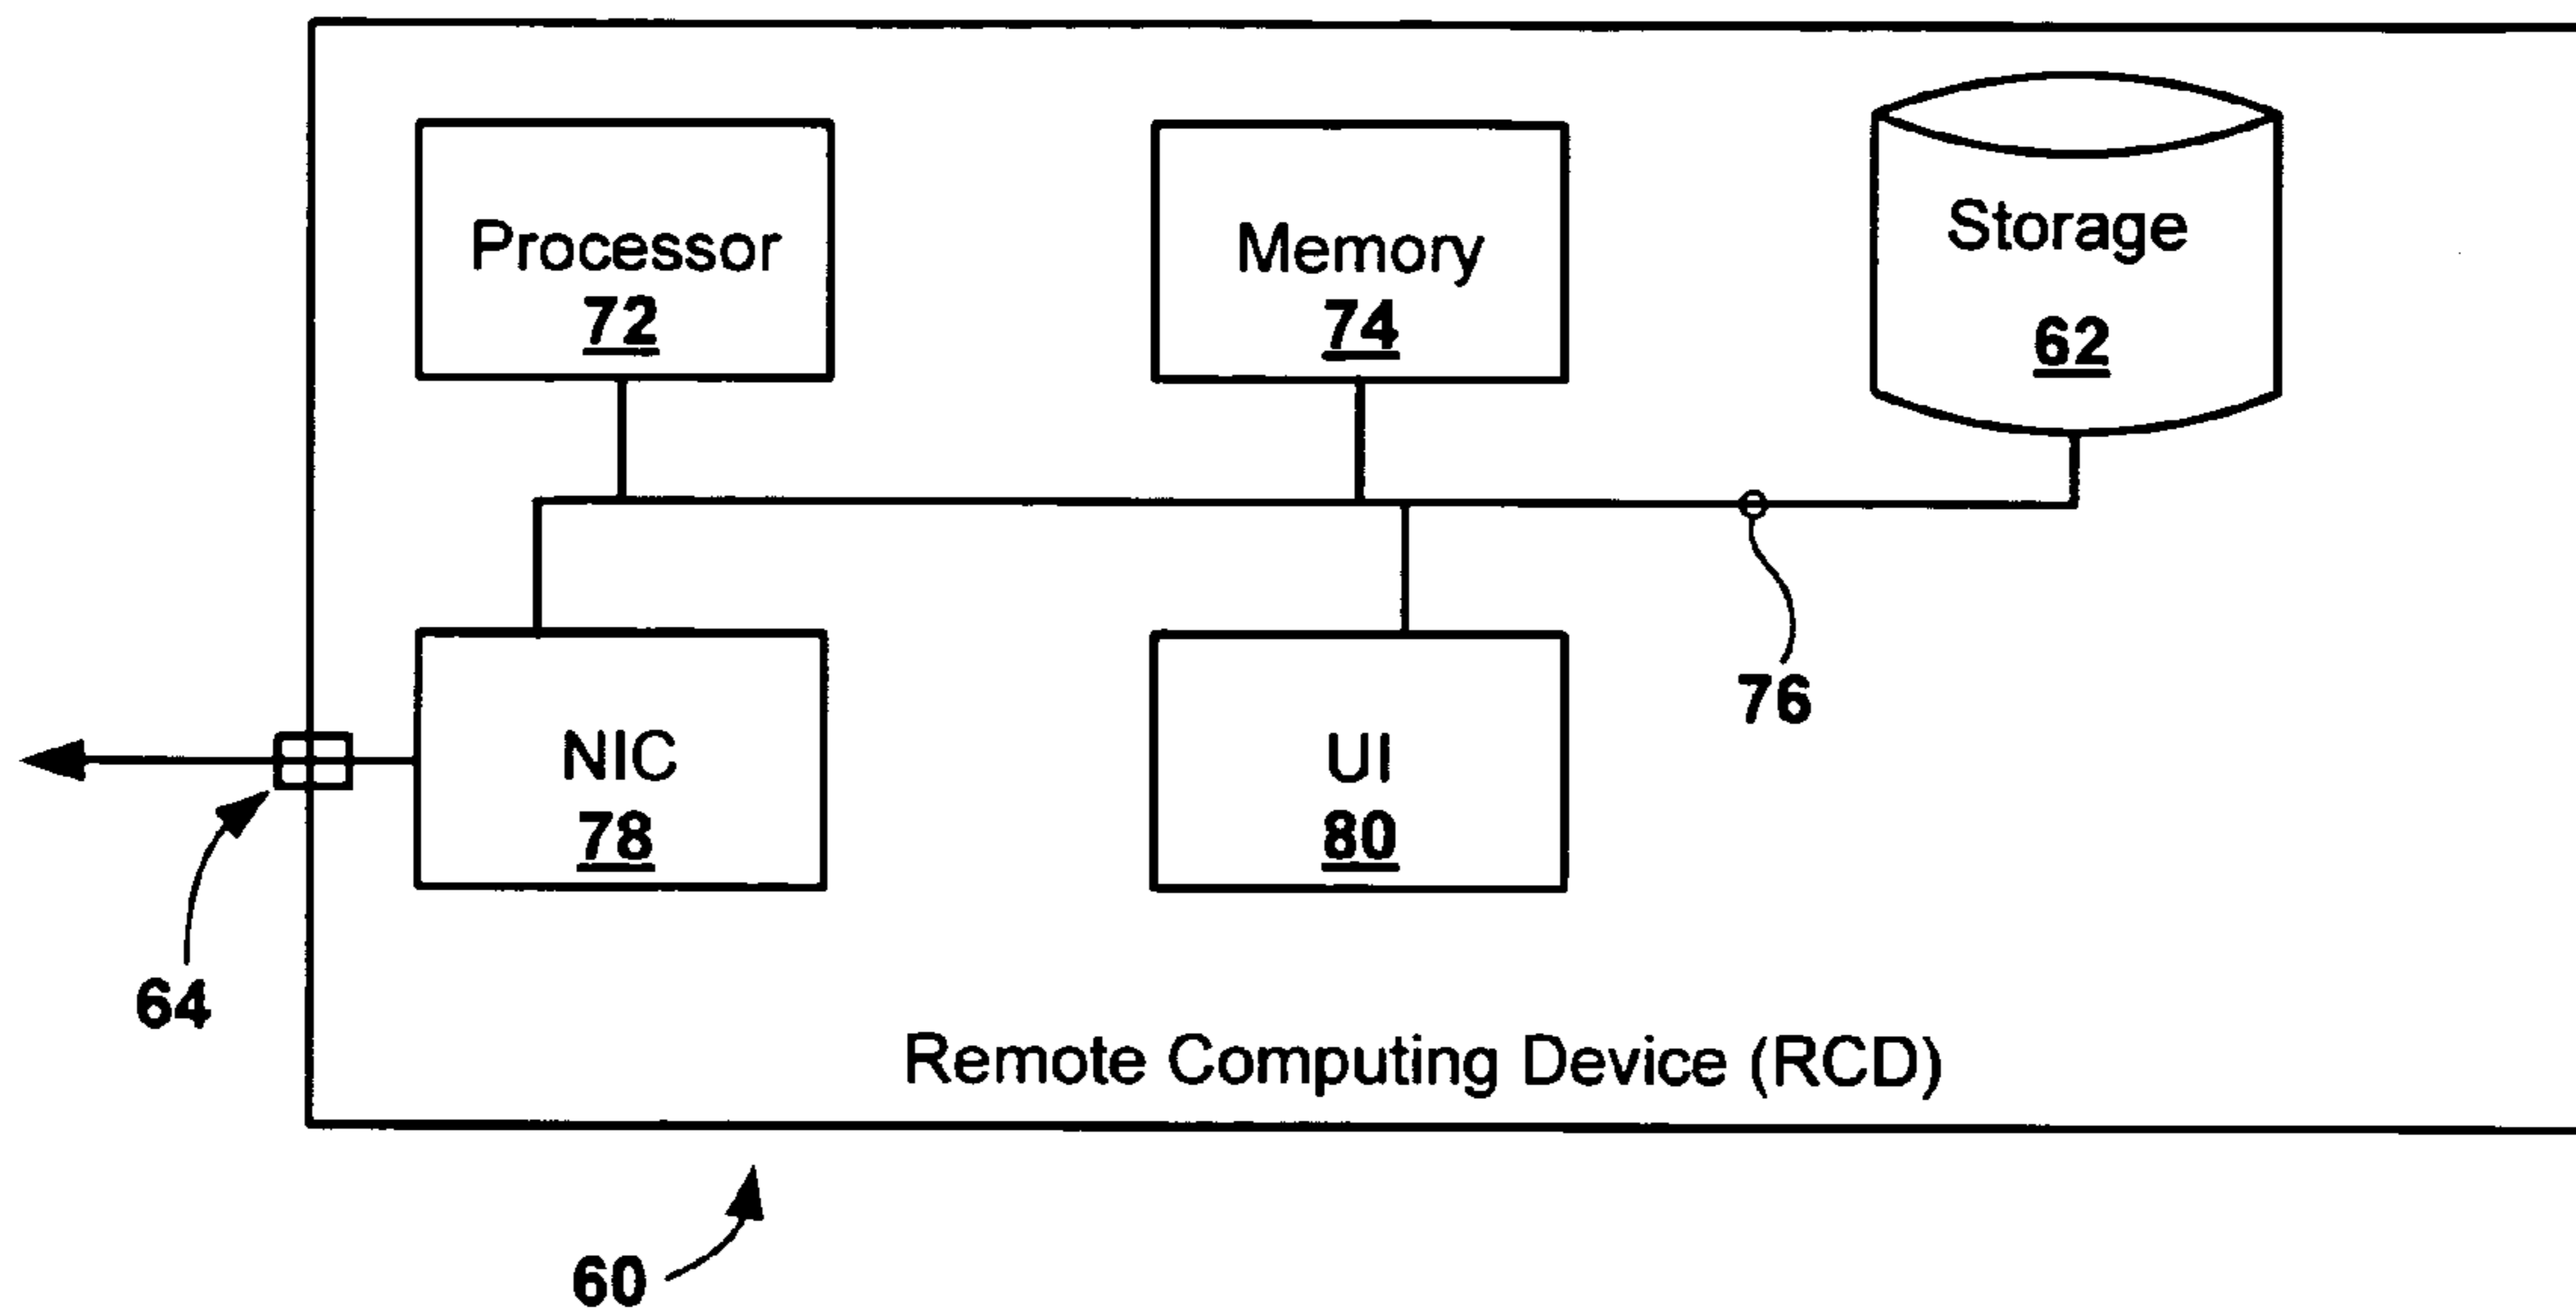 Processor
72
Memory
74
Storage
62
76
NIC
78
UI
80
64
Remote Computing Device (RCD)
60